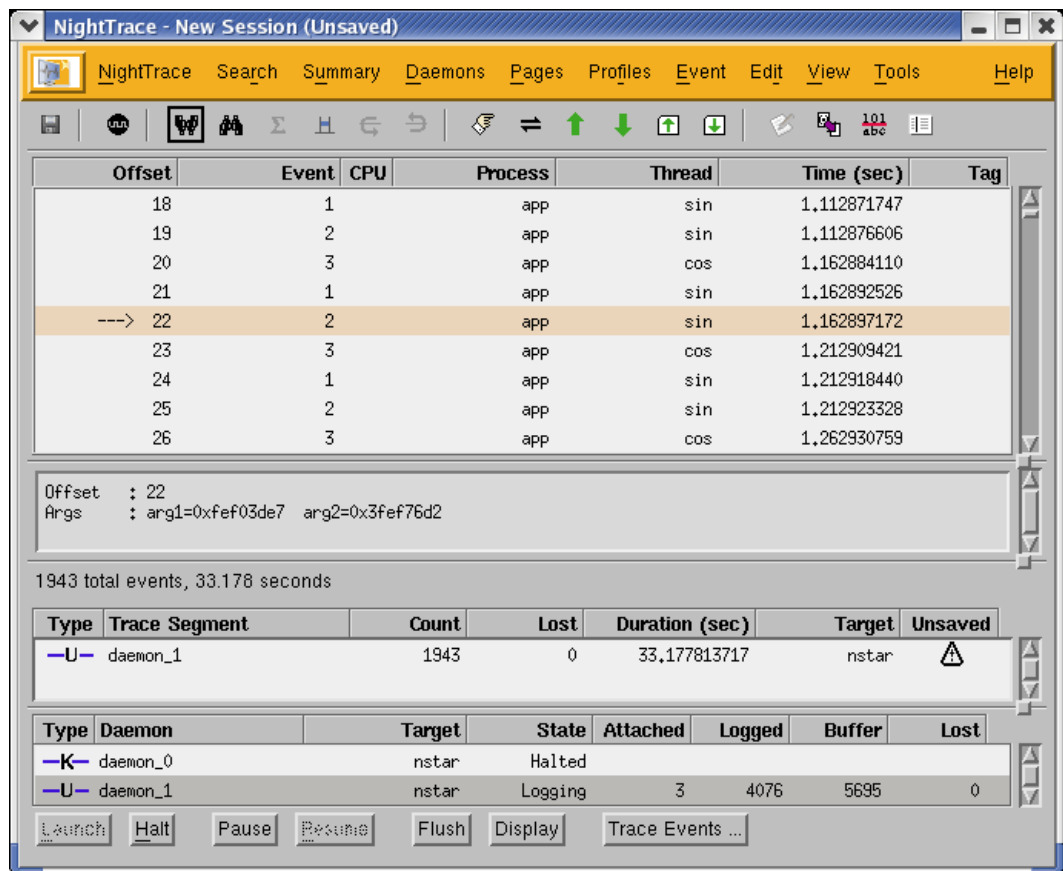 NightTrace - New Session (Unsaved)
NightTrace Search Summary Daemons Pages Profiles Event Edit View Tools Help
101
abc
Offset Event CPU Process Thread Time (sec) Tag
18 1 app sin 1.112871747
19 2 app sin 1.112876606
20 3 app cos 1.162884110
21 1 app sin 1.162892526
---> 22 2 app sin 1.162897172
23 3 app cos 1.212909421
24 1 app sin 1.212918440
25 2 app sin 1.212923328
26 3 app cos 1.262930759
Offset : 22
Args : arg1=0xfef03de7 arg2=0x3fef76d2
1943 total events, 33.178 seconds
Type Trace Segment Count Lost Duration (sec) Target Unsaved
U daemon_1 1943 0 33.177813717 nstar
Type Daemon Target State Attached Logged Buffer Lost
K daemon_0 nstar Halted
U daemon_1 nstar Logging 3 4076 5695 0
Launch Halt Pause Resume Flush Display Trace Events ...